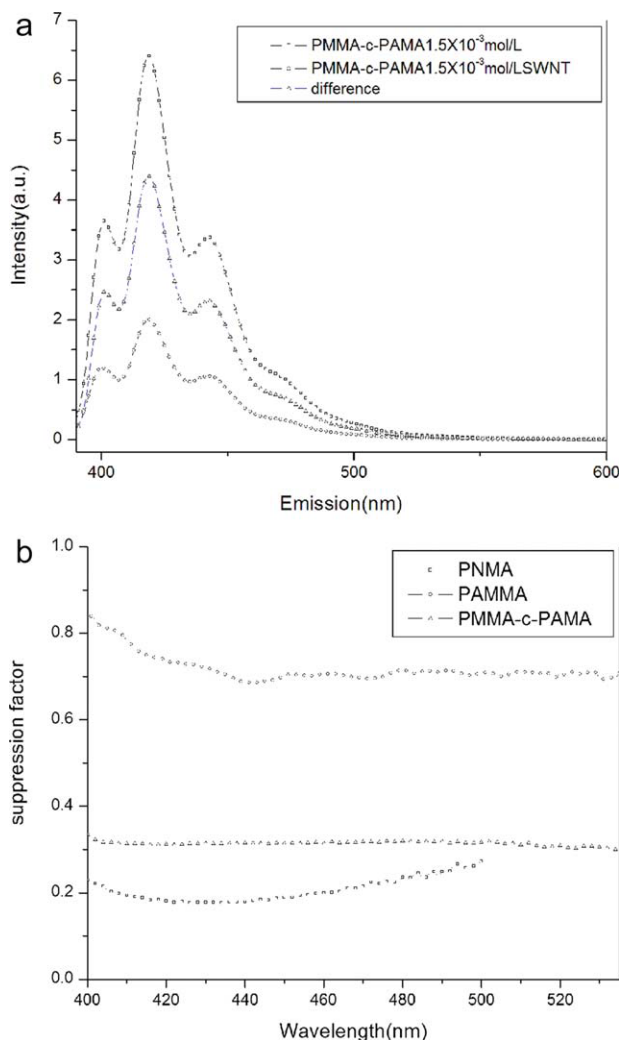 a
7
6
5
4
3
2
1
0
Intensity(a.u.)
PMMA-c-PAMA1.5X10⁻³mol/L
PMMA-c-PAMA1.5X10⁻³mol/LSWNT
difference
400 500 600
Emission(nm)
b
1.0
0.8
0.6
0.4
0.2
0.0
suppression factor
PNMA
PAMMA
PMMA-c-PAMA
400 420 440 460 480 500 520
Wavelength(nm)